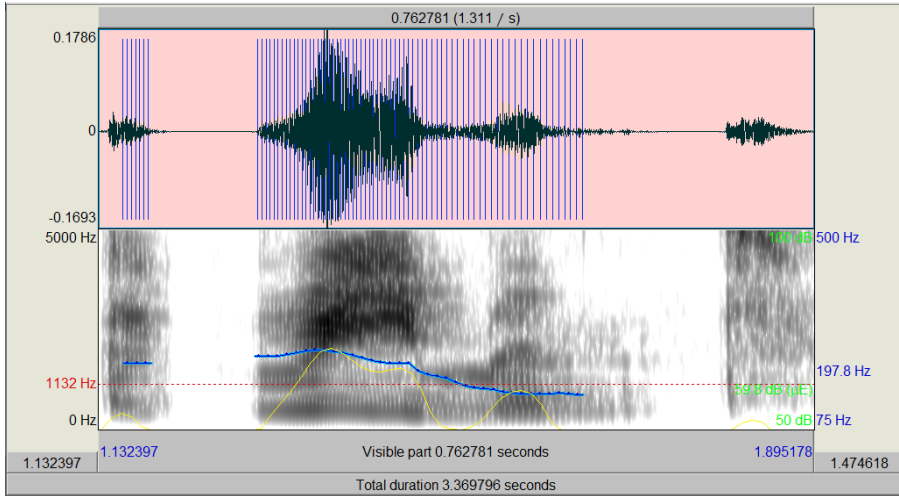 0.762781 (1.311 / s)
0.1786
0
-0.1693
5000 Hz
100 dB
500 Hz
197.8 Hz
1132 Hz
59.8 dB (µE)
0 Hz
50 dB
75 Hz
1.132397
1.132397
Visible part 0.762781 seconds
1.895178
1.474618
Total duration 3.369796 seconds